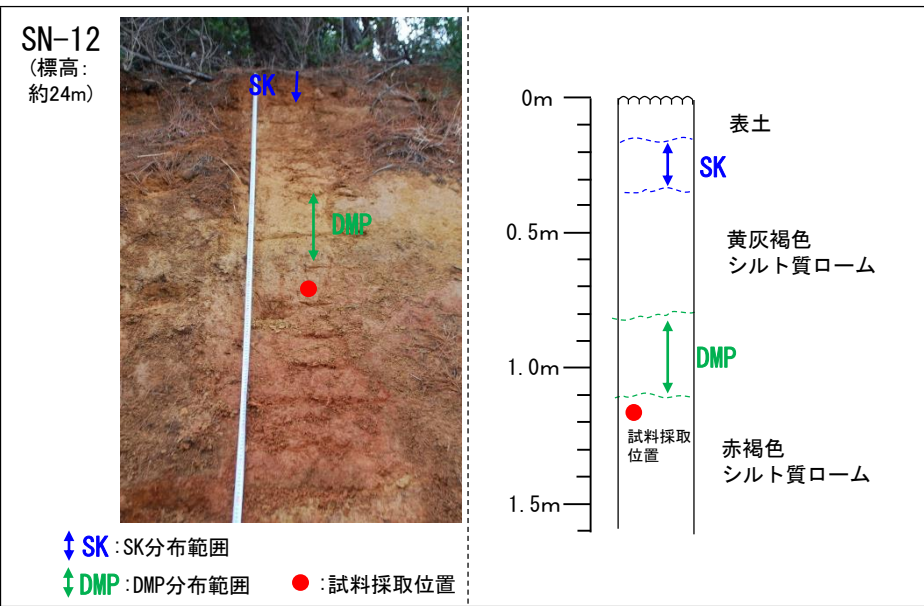 SN-12
(標高:
約24m)
SK
DMP
SK:SK分布範囲
DMP:DMP分布範囲
:試料採取位置
0m
0.5m
1.0m
1.5m
表土
SK
黄灰褐色
シルト質ローム
DMP
試料採取
位置
赤褐色
シルト質ローム